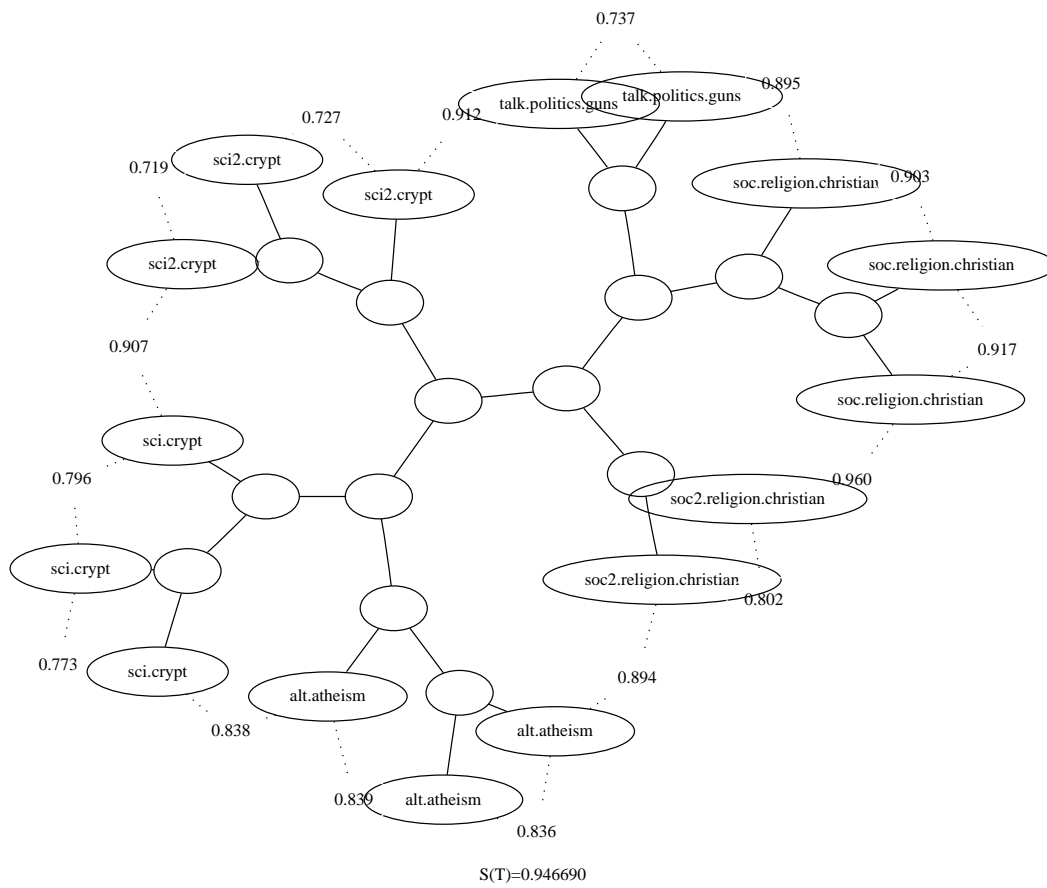 0.737
talk.politics.guns
talk.politics.guns
0.895
0.912
0.727
sci2.crypt
0.719
sci2.crypt
soc.religion.christian
0.903
sci2.crypt
soc.religion.christian
0.907
0.917
soc.religion.christian
sci.crypt
0.796
0.960
soc2.religion.christian
sci.crypt
soc2.religion.christian
0.802
0.773
sci.crypt
0.894
alt.atheism
0.838
alt.atheism
0.839
alt.atheism
0.836
S(T)=0.946690